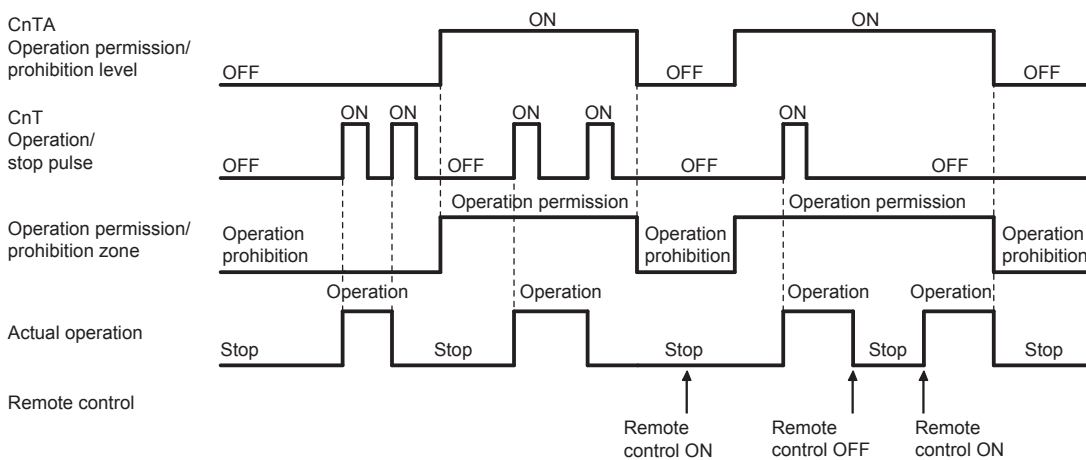 CnTA
Operation permission/
prohibition level
OFF
ON
OFF
ON
OFF
CnT
Operation/
stop pulse
OFF
ON
ON
OFF
ON
ON
OFF
ON
OFF
Operation permission/
prohibition zone
Operation
prohibition
Operation permission
Operation
prohibition
Operation permission
Operation
prohibition
Actual operation
Stop
Operation
Stop
Operation
Stop
Operation
Stop
Operation
Stop
Remote control
Remote
control ON
Remote
control OFF
Remote
control ON